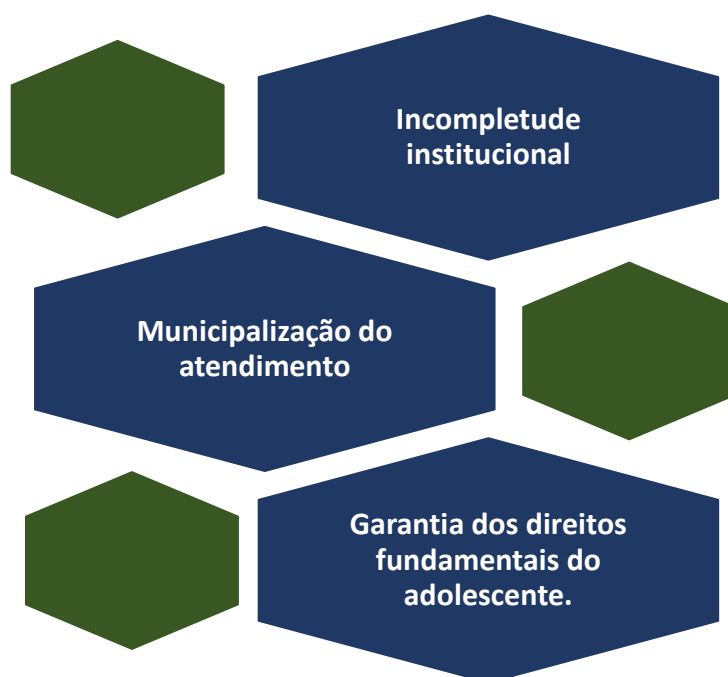 Incompletude
institucional
Municipalização do
atendimento
Garantia dos direitos
fundamentais do
adolescente.